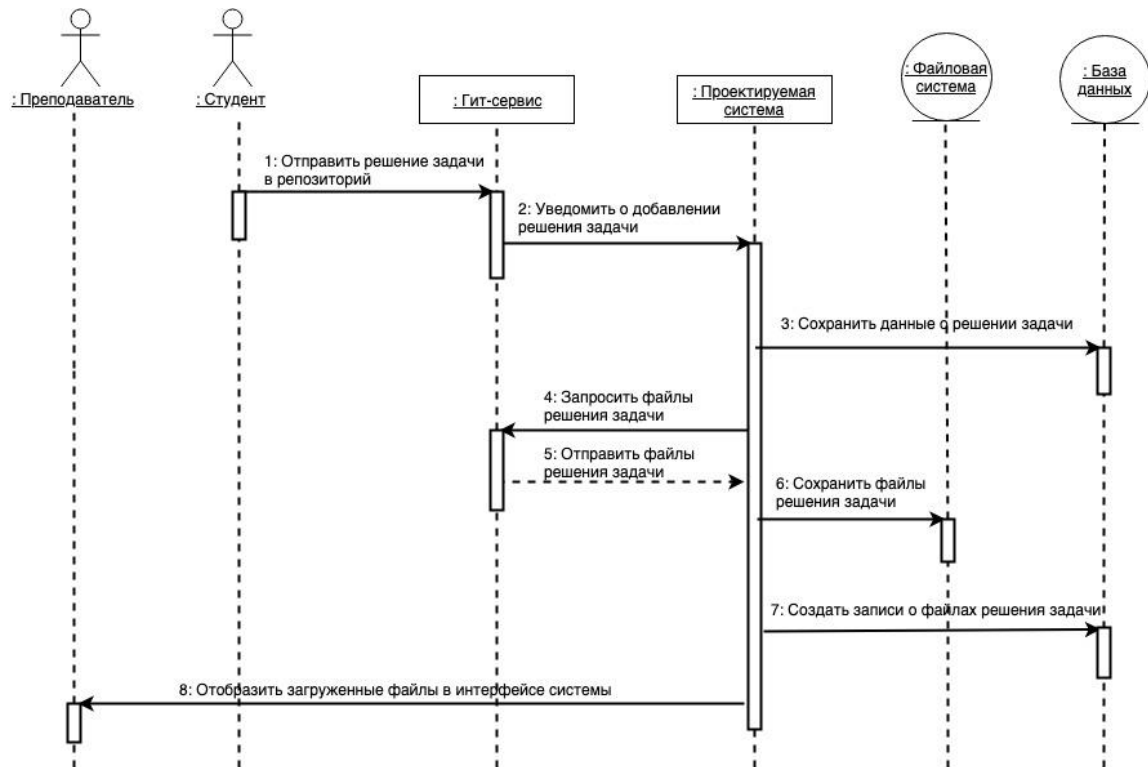 : Преподаватель
: Студент
: Гит-сервис
: Проектируемая
система
: Файловая
система
: База
данных
1: Отправить решение задачи
в репозиторий
2: Уведомить о добавлении
решения задачи
3: Сохранить данные о решении задачи
4: Запросить файлы
решения задачи
5: Отправить файлы
решения задачи
6: Сохранить файлы
решения задачи
7: Создать записи о файлах решения задачи
8: Отобразить загруженные файлы в интерфейсе системы